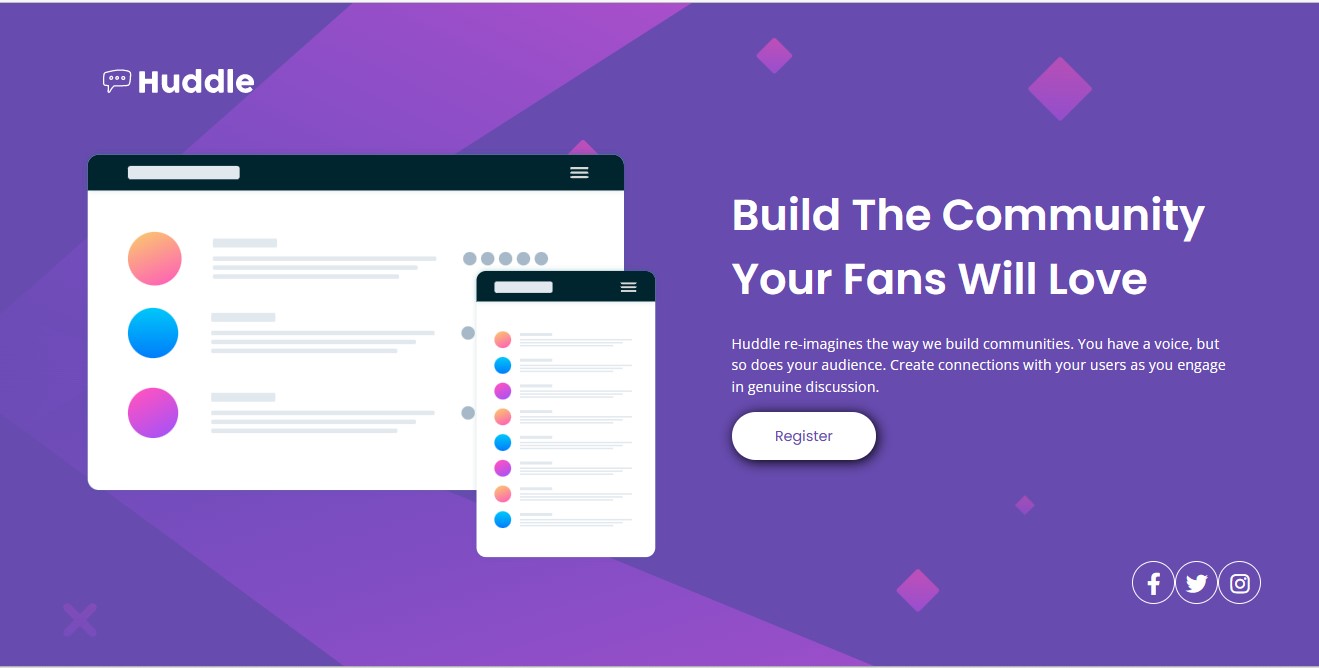 Huddle
Build The Community
Your Fans Will Love
Huddle re-imagines the way we build communities. You have a voice, but
so does your audience. Create connections with your users as you engage
in genuine discussion.
Register